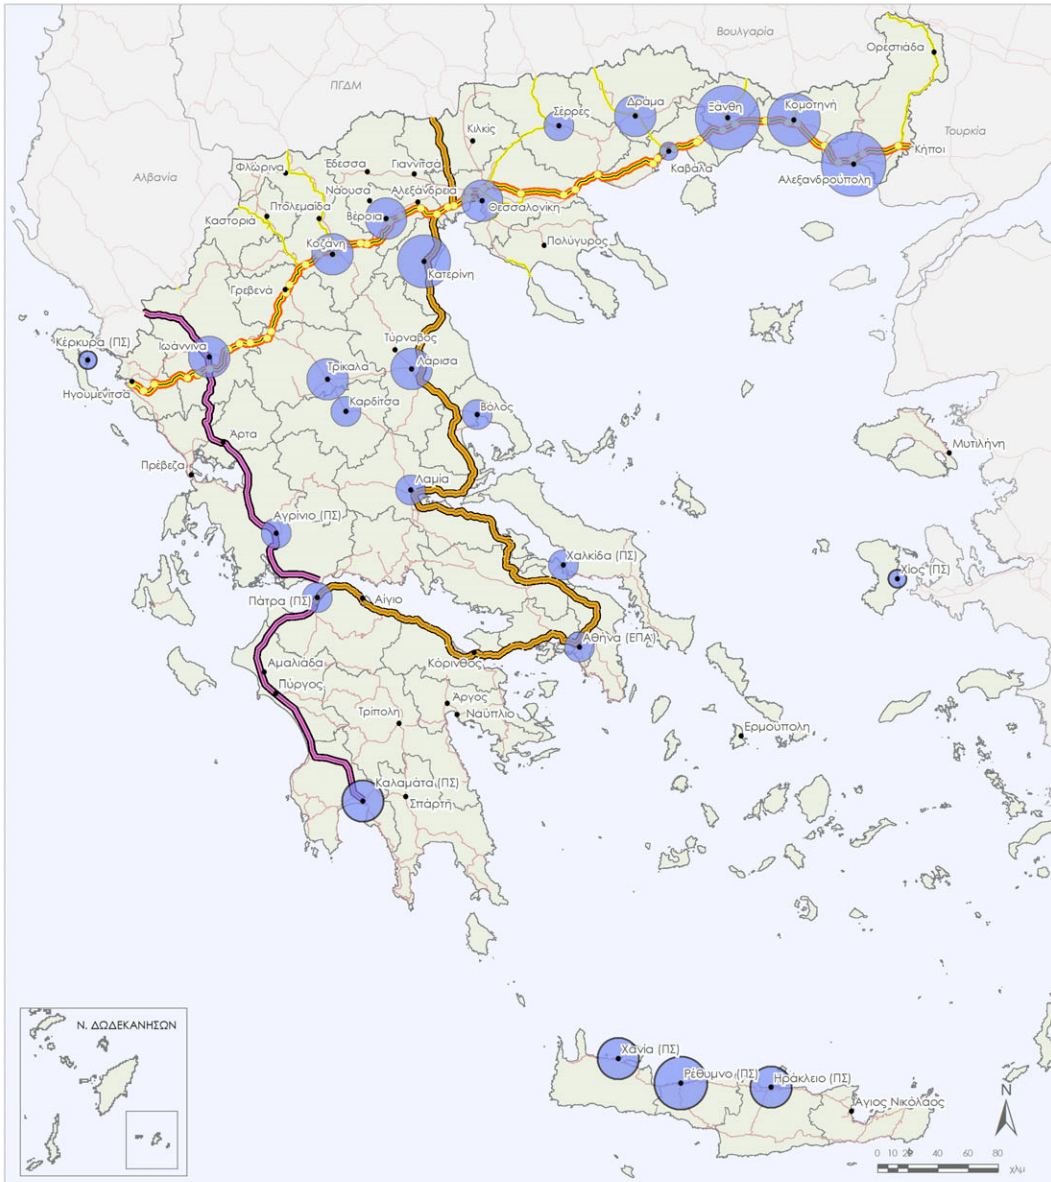 Βουλγαρία
Ορεστιάδα
ΠΓΔΜ
Δράμα
Ξάνθη
Κομοτηνή
Σέρρες
Κιλκίς
Τουρκία
Κήποι
Καβάλα
Αλεξανδρούπολη
Αλβανία
Φλώρινα
Έδεσσα
Γιαννιτσά
Νάουσα
Αλεξάνδρεια
Πτολεμαΐδα
Θεσσαλονίκη
Καστοριά
Βέροια
Κοζάνη
Πολύγυρος
Κατερίνη
Γρεβενά
Κέρκυρα (ΠΣ)
Ιωάννινα
Τύρναβος
Τρίκαλα
Λάρισα
Ηγουμενίτσα
Καρδίτσα
Βόλος
Άρτα
Μυτιλήνη
Πρέβεζα
Λαμία
Αγρίνιο (ΠΣ)
Χαλκίδα (ΠΣ)
Χίος (ΠΣ)
Πάτρα (ΠΣ)
Αίγιο
Αθήνα (ΕΠΑ)
Κόρινθος
Αμαλιάδα
Πύργος
Άργος
Τρίπολη
Ναύπλιο
Ερμούπολη
Καλαμάτα (ΠΣ)
Σπάρτη
Ν. ΔΩΔΕΚΑΝΗΣΩΝ
Χανιά (ΠΣ)
Ρέθυμνο (ΠΣ)
Ηράκλειο (ΠΣ)
Άγιος Νικόλαος
N
0 10 20 40 60 80
χλμ